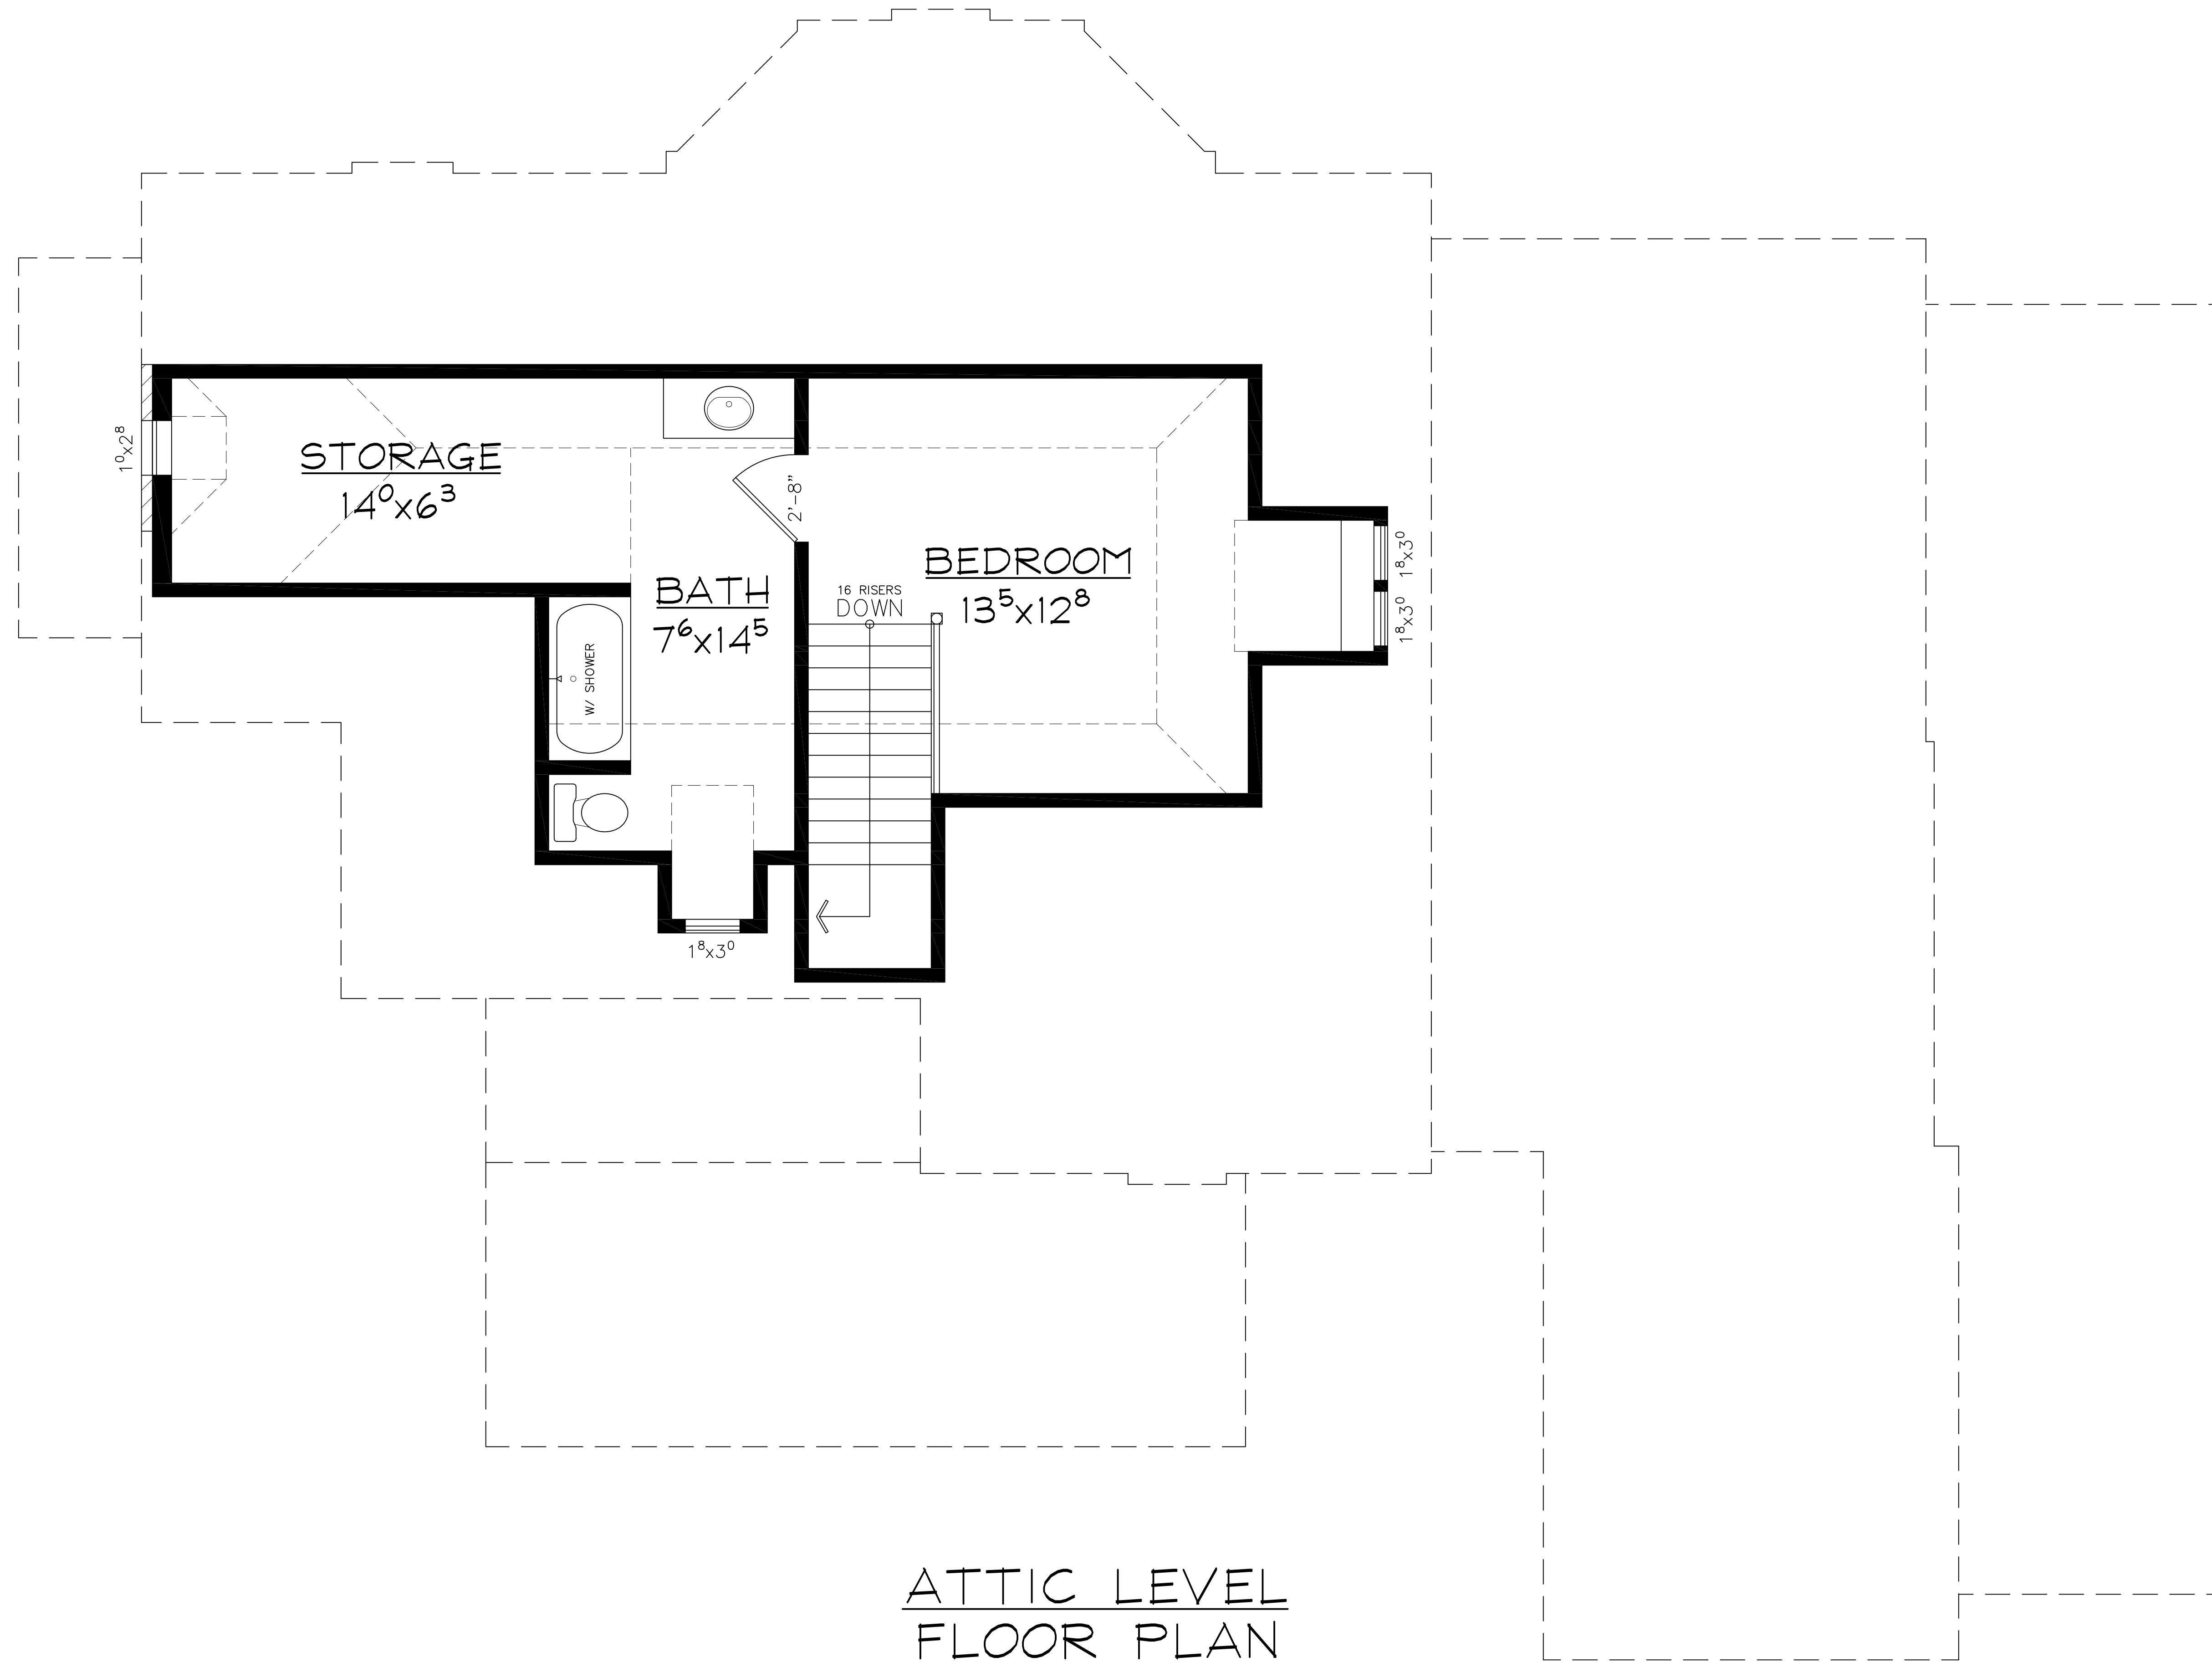 STORAGE
14⁰x6³
1⁰x2⁸
2'-8"
BEDROOM
13⁵x12⁸
1⁸x3⁰
1⁸x3⁰
16 RISERS
DOWN
BATH
7⁶x14⁵
W/ SHOWER
1⁸x3⁰
ATTIC LEVEL
FLOOR PLAN